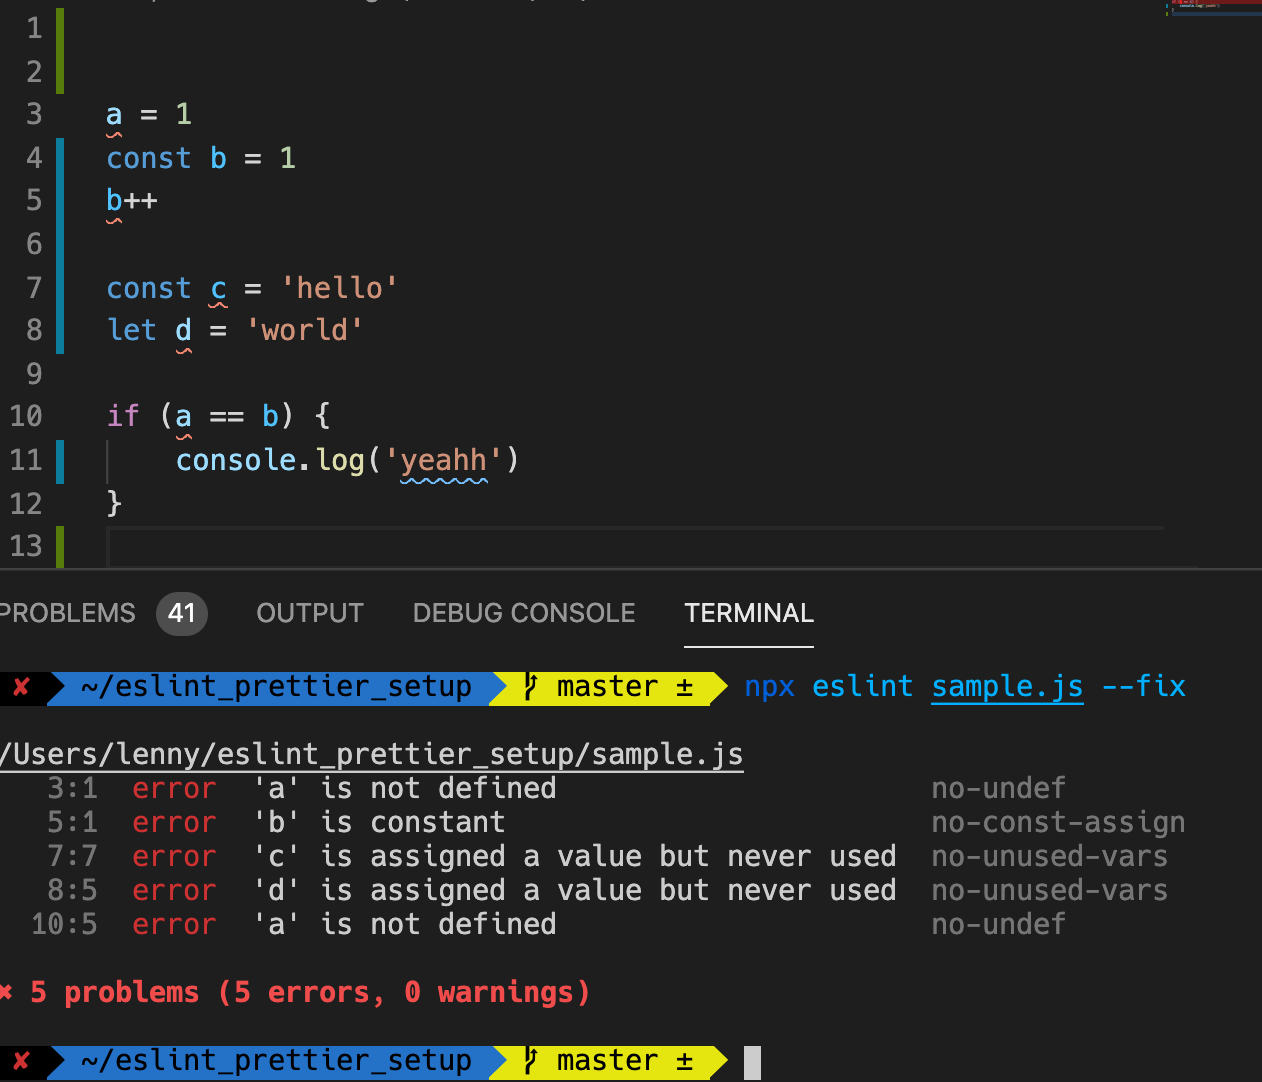 1
2
3 a = 1
4 const b = 1
5 b++
6
7 const c = 'hello'
8 let d = 'world'
9
10 if (a == b) {
11 console.log('yeahh')
12 }
13
PROBLEMS 41 OUTPUT DEBUG CONSOLE TERMINAL
✘ ~/eslint_prettier_setup master ± npx eslint sample.js --fix
/Users/lenny/eslint_prettier_setup/sample.js
3:1 error 'a' is not defined no-undef
5:1 error 'b' is constant no-const-assign
7:7 error 'c' is assigned a value but never used no-unused-vars
8:5 error 'd' is assigned a value but never used no-unused-vars
10:5 error 'a' is not defined no-undef
✖ 5 problems (5 errors, 0 warnings)
✘ ~/eslint_prettier_setup master ±